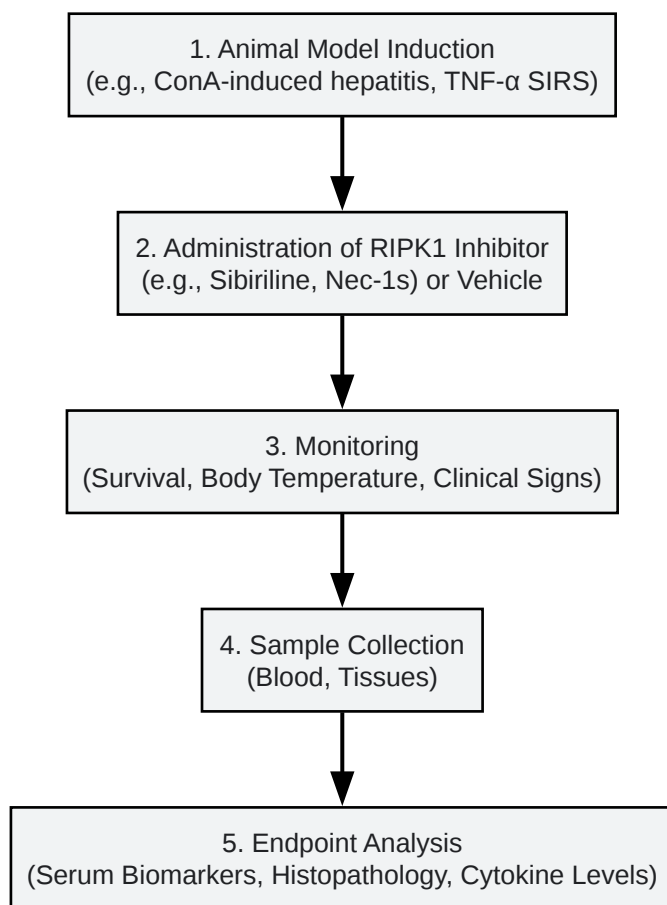 1. Animal Model Induction
(e.g., ConA-induced hepatitis, TNF-α SIRS)
2. Administration of RIPK1 Inhibitor
(e.g., Sibiriline, Nec-1s) or Vehicle
3. Monitoring
(Survival, Body Temperature, Clinical Signs)
4. Sample Collection
(Blood, Tissues)
5. Endpoint Analysis
(Serum Biomarkers, Histopathology, Cytokine Levels)